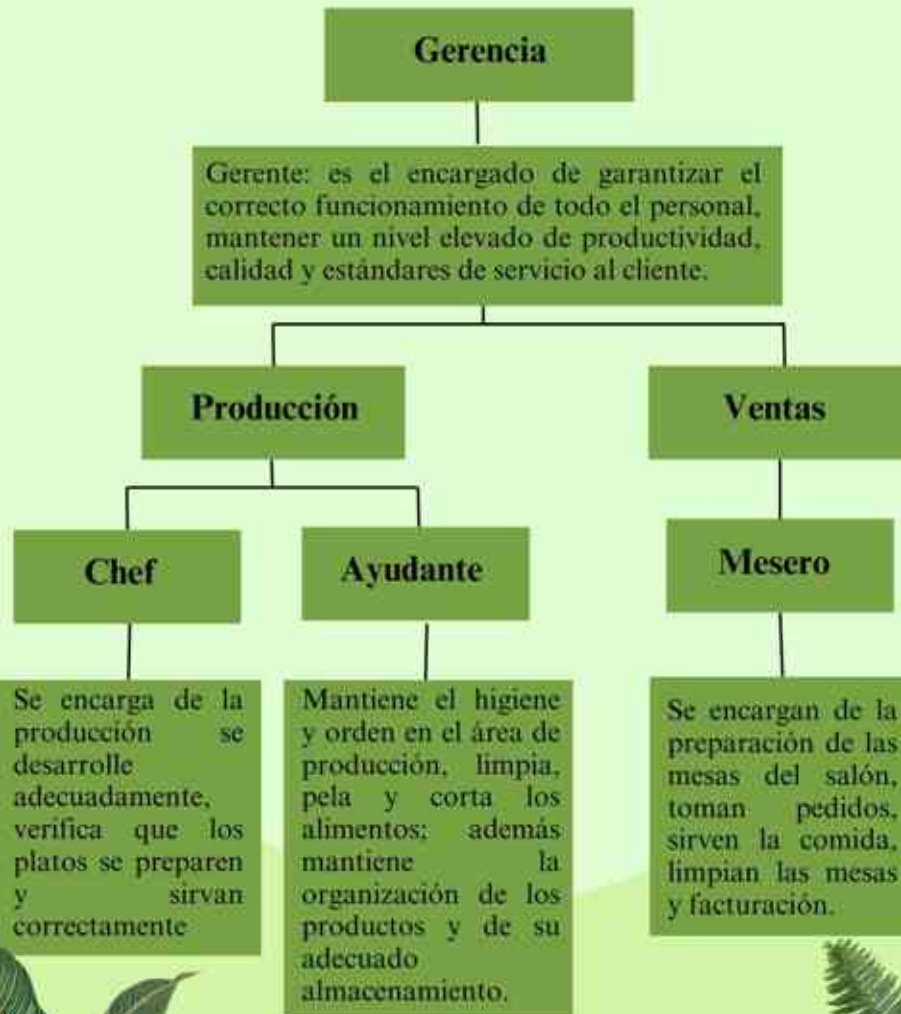 Gerencia
Gerente: es el encargado de garantizar el
correcto funcionamiento de todo el personal,
mantener un nivel elevado de productividad,
calidad y estándares de servicio al cliente.
Producción
Ventas
Chef
Ayudante
Mesero
Se encarga de la
producción se
desarrolle
adecuadamente,
verifica que los
platos se preparen
y sirvan
correctamente
Mantiene el higiene
y orden en el área de
producción, limpia,
pela y corta los
alimentos; además
mantiene la
organización de los
productos y de su
adecuado
almacenamiento.
Se encargan de la
preparación de las
mesas del salón,
toman pedidos,
sirven la comida,
limpian las mesas
y facturación.